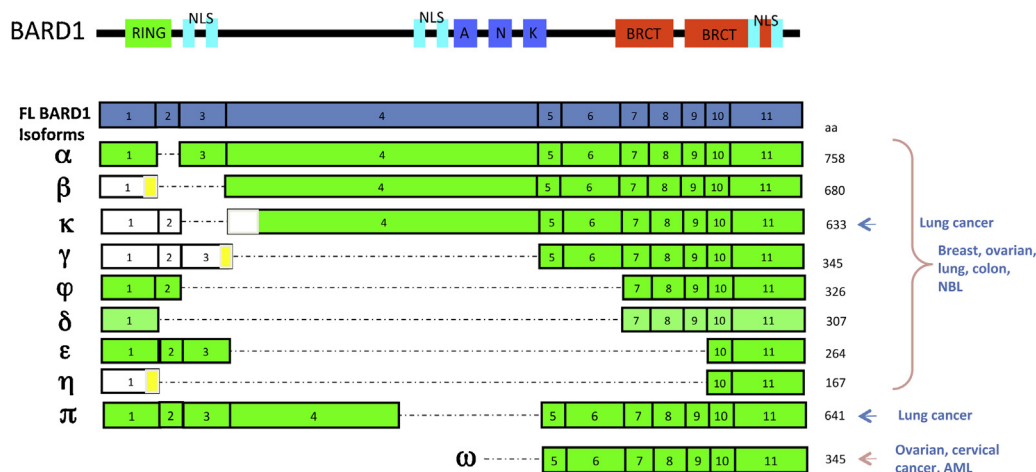 NLS NLS NLS
BARD1 RING A N K BRCT BRCT
FL BARD1 1 2 3 4 5 6 7 8 9 10 11
Isoforms aa
α 1 3 4 5 6 7 8 9 10 11 758
β 1 4 5 6 7 8 9 10 11 680
κ 1 2 4 5 6 7 8 9 10 11 633 Lung cancer
γ 1 2 3 5 6 7 8 9 10 11 345
Breast, ovarian,
lung, colon,
NBL
φ 1 2 7 8 9 10 11 326
δ 1 7 8 9 10 11 307
ε 1 2 3 10 11 264
η 1 10 11 167
π 1 2 3 4 5 6 7 8 9 10 11 641 Lung cancer
ω 5 6 7 8 9 10 11 345 Ovarian, cervical
cancer, AML